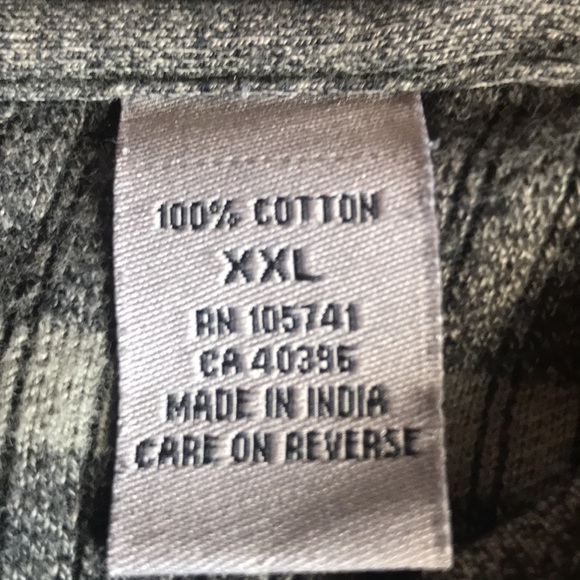 100% COTTON
XXL
RN 105741
CA 40396
MADE IN INDIA
CARE ON REVERSE